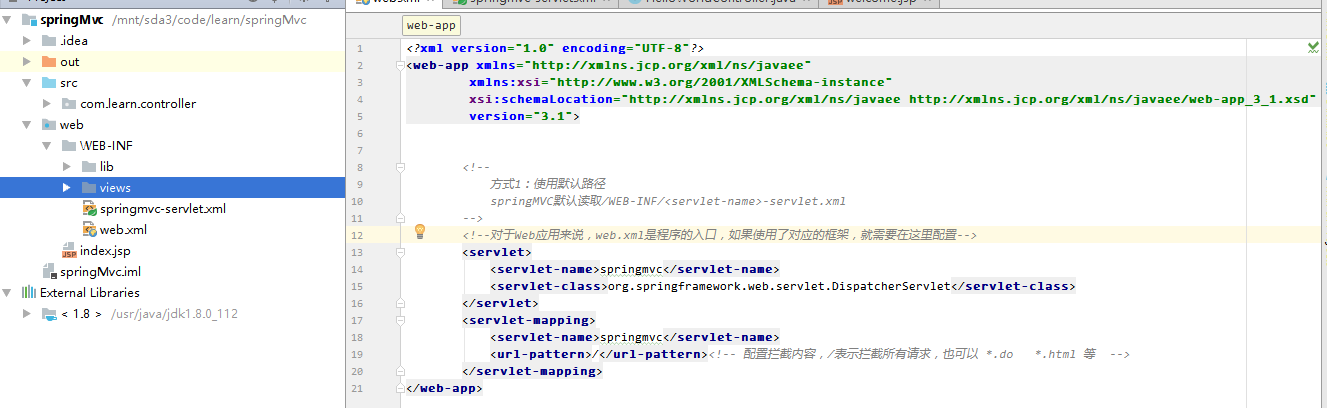 springMvc /mnt/sda3/code/learn/springMvc
.idea
out
src
com.learn.controller
web
WEB-INF
lib
views
springmvc-servlet.xml
web.xml
index.jsp
springMvc.iml
External Libraries
< 1.8 > /usr/java/jdk1.8.0_112
web-app
1 <?xml version="1.0" encoding="UTF-8"?>
2 <web-app xmlns="http://xmlns.jcp.org/xml/ns/javaee"
3 xmlns:xsi="http://www.w3.org/2001/XMLSchema-instance"
4 xsi:schemaLocation="http://xmlns.jcp.org/xml/ns/javaee http://xmlns.jcp.org/xml/ns/javaee/web-app_3_1.xsd"
5 version="3.1">
6
7
8 <!--
9 方式1：使用默认路径
10 springMVC默认读取/WEB-INF/<servlet-name>-servlet.xml
11 -->
12 <!--对于Web应用来说，web.xml是程序的入口，如果使用了对应的框架，就需要在这里配置-->
13 <servlet>
14 <servlet-name>springmvc</servlet-name>
15 <servlet-class>org.springframework.web.servlet.DispatcherServlet</servlet-class>
16 </servlet>
17 <servlet-mapping>
18 <servlet-name>springmvc</servlet-name>
19 <url-pattern>/</url-pattern><!-- 配置拦截内容，/表示拦截所有请求，也可以 *.do *.html 等 -->
20 </servlet-mapping>
21 </web-app>